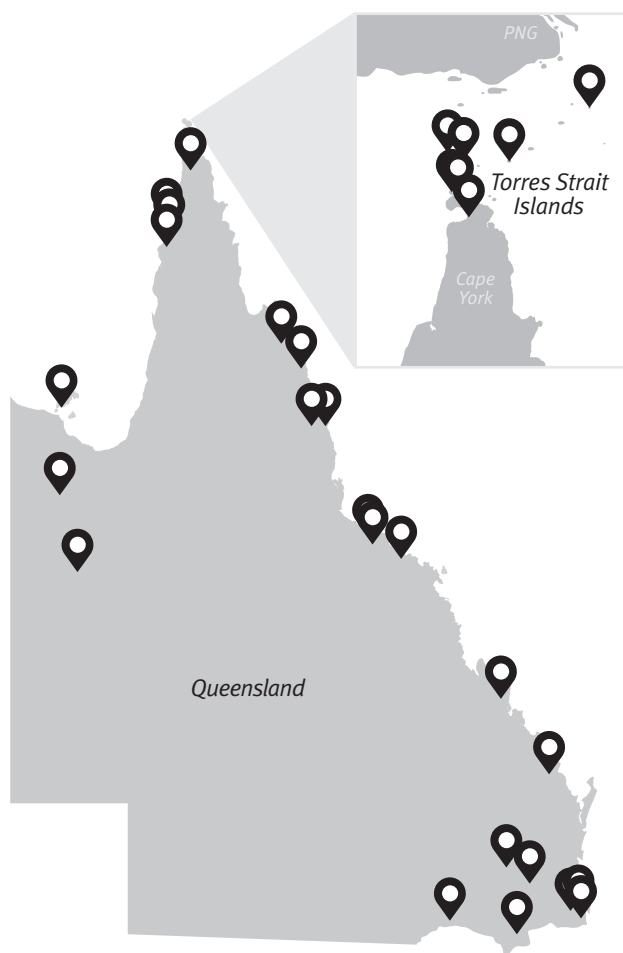 PNG
Torres Strait
Islands
Cape
York
Queensland